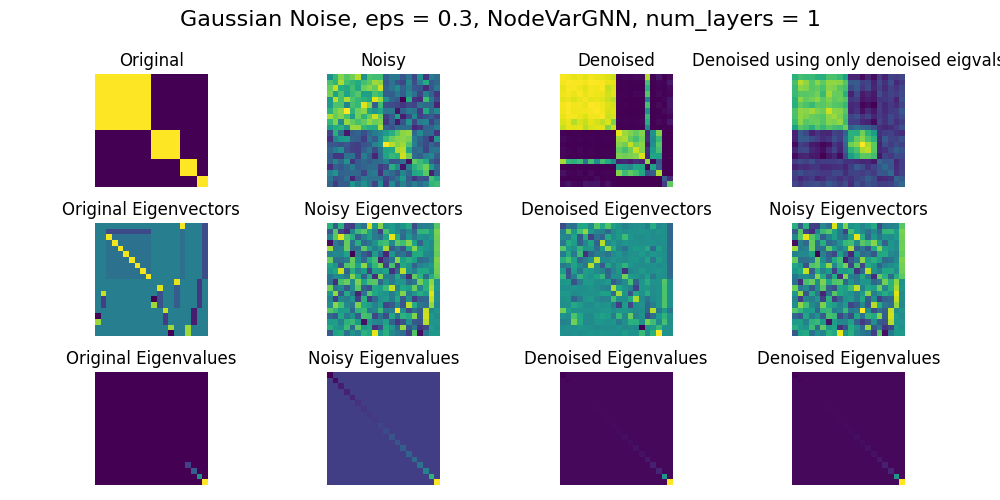 Gaussian Noise, eps = 0.3, NodeVarGNN, num_layers = 1
Original
Noisy
Denoised
Denoised using only denoised eigvals
Original Eigenvectors
Noisy Eigenvectors
Denoised Eigenvectors
Noisy Eigenvectors
Original Eigenvalues
Noisy Eigenvalues
Denoised Eigenvalues
Denoised Eigenvalues